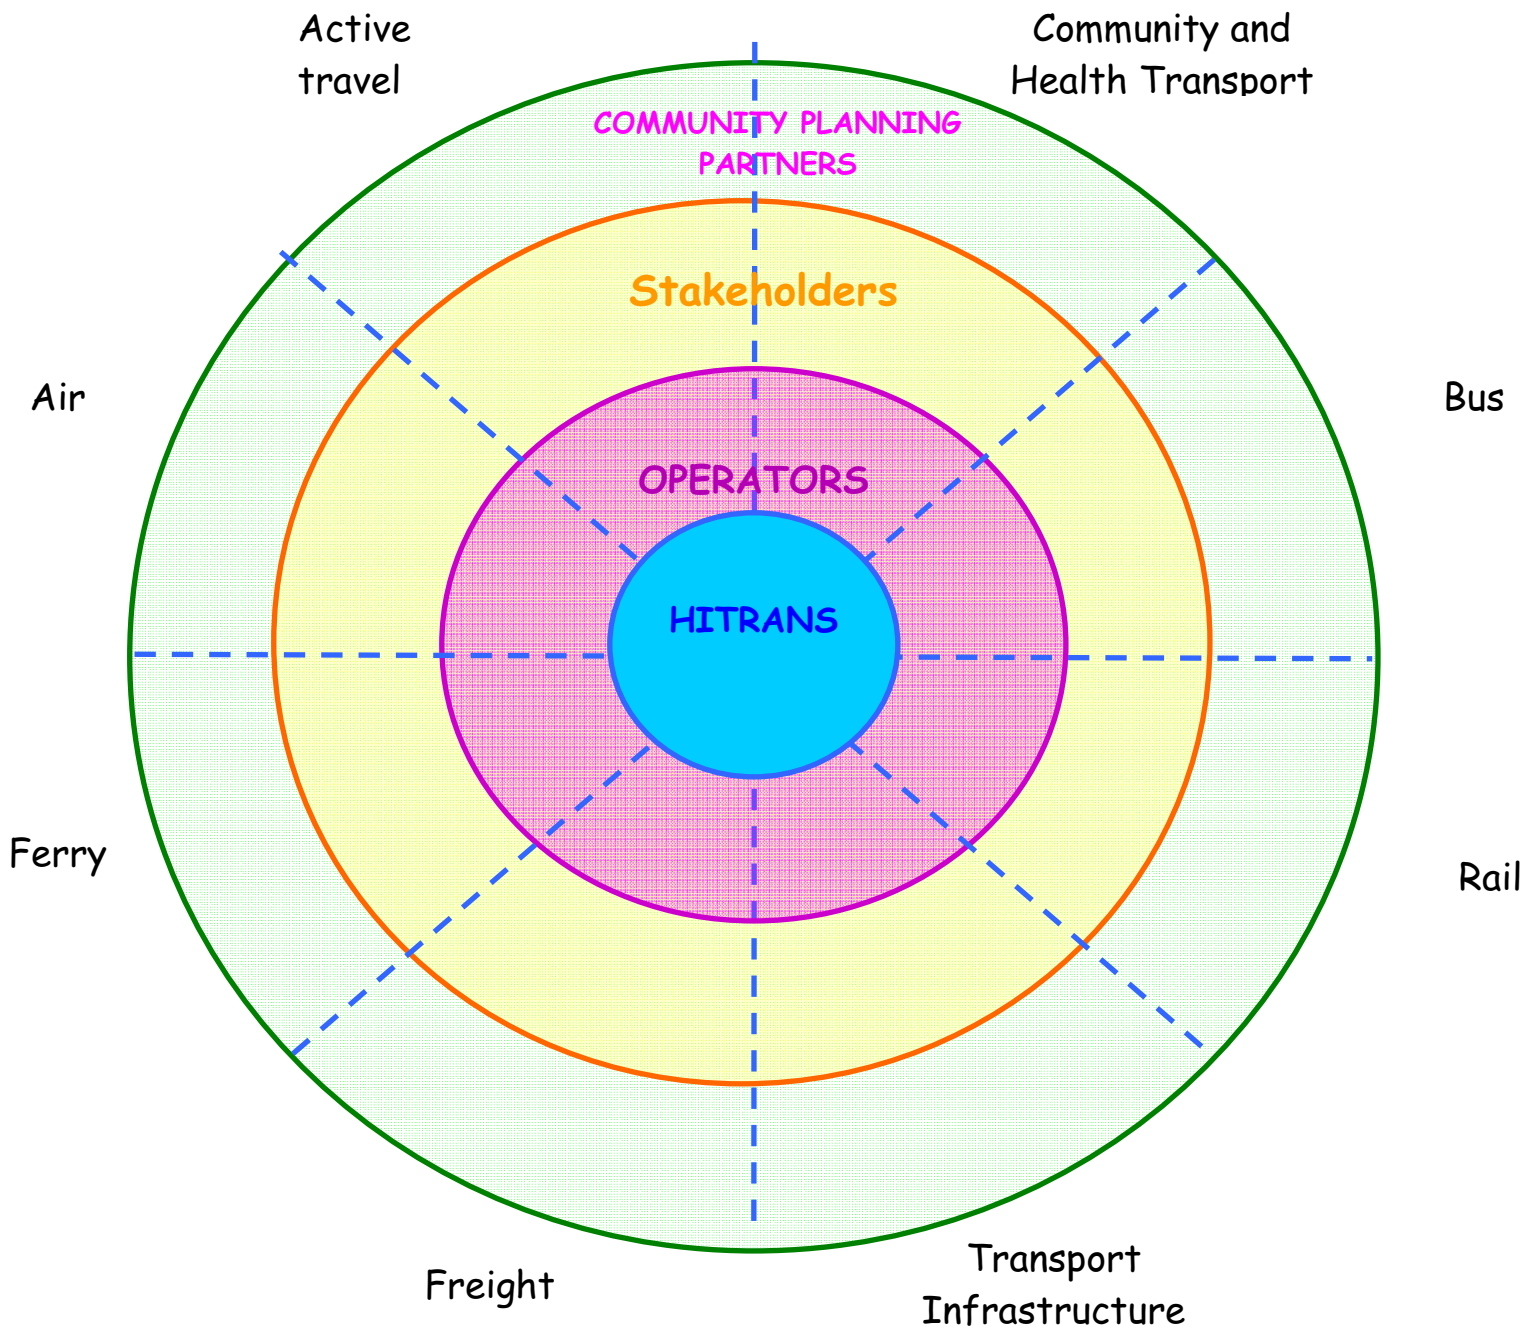 Active
travel
Community and
Health Transport
COMMUNITY PLANNING
PARTNERS
Stakeholders
Air
Bus
OPERATORS
HITRANS
Ferry
Rail
Freight
Transport
Infrastructure